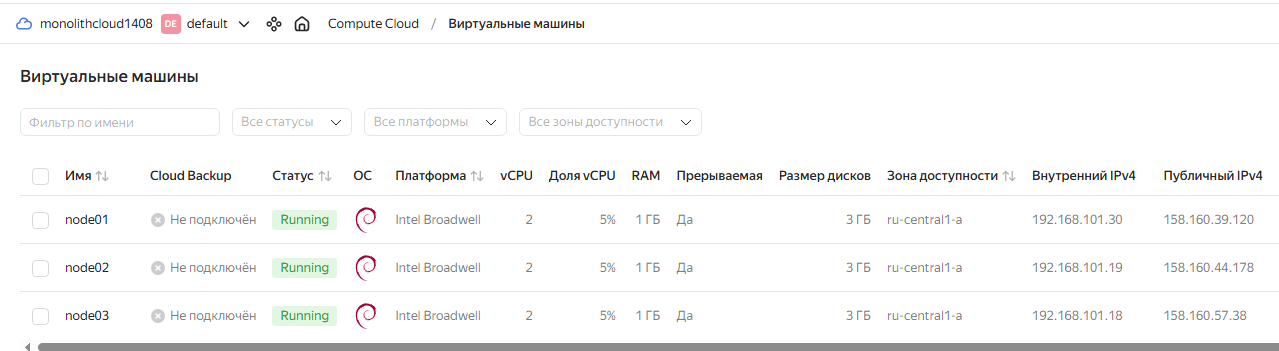 monolithcloud1408 DE default Compute Cloud / Виртуальные машины
Виртуальные машины
Фильтр по имени Все статусы Все платформы Все зоны доступности
Имя Cloud Backup Статус ОС Платформа vCPU Доля vCPU RAM Прерываемая Размер дисков Зона доступности Внутренний IPv4 Публичный IPv4
node01 Не подключён Running Intel Broadwell 2 5% 1 ГБ Да 3 ГБ ru-central1-a 192.168.101.30 158.160.39.120
node02 Не подключён Running Intel Broadwell 2 5% 1 ГБ Да 3 ГБ ru-central1-a 192.168.101.19 158.160.44.178
node03 Не подключён Running Intel Broadwell 2 5% 1 ГБ Да 3 ГБ ru-central1-a 192.168.101.18 158.160.57.38